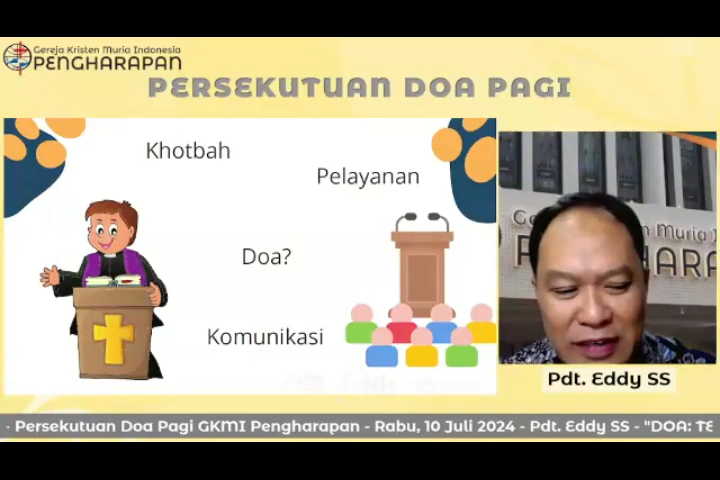 Gereja Kristen Muria Indonesia
PENGHARAPAN
PERSEKUTUAN DOA PAGI
Khotbah
Pelayanan
Doa?
Komunikasi
Pdt. Eddy SS
- Persekutuan Doa Pagi GKMI Pengharapan - Rabu, 10 Juli 2024 - Pdt. Eddy SS - "DOA: TE